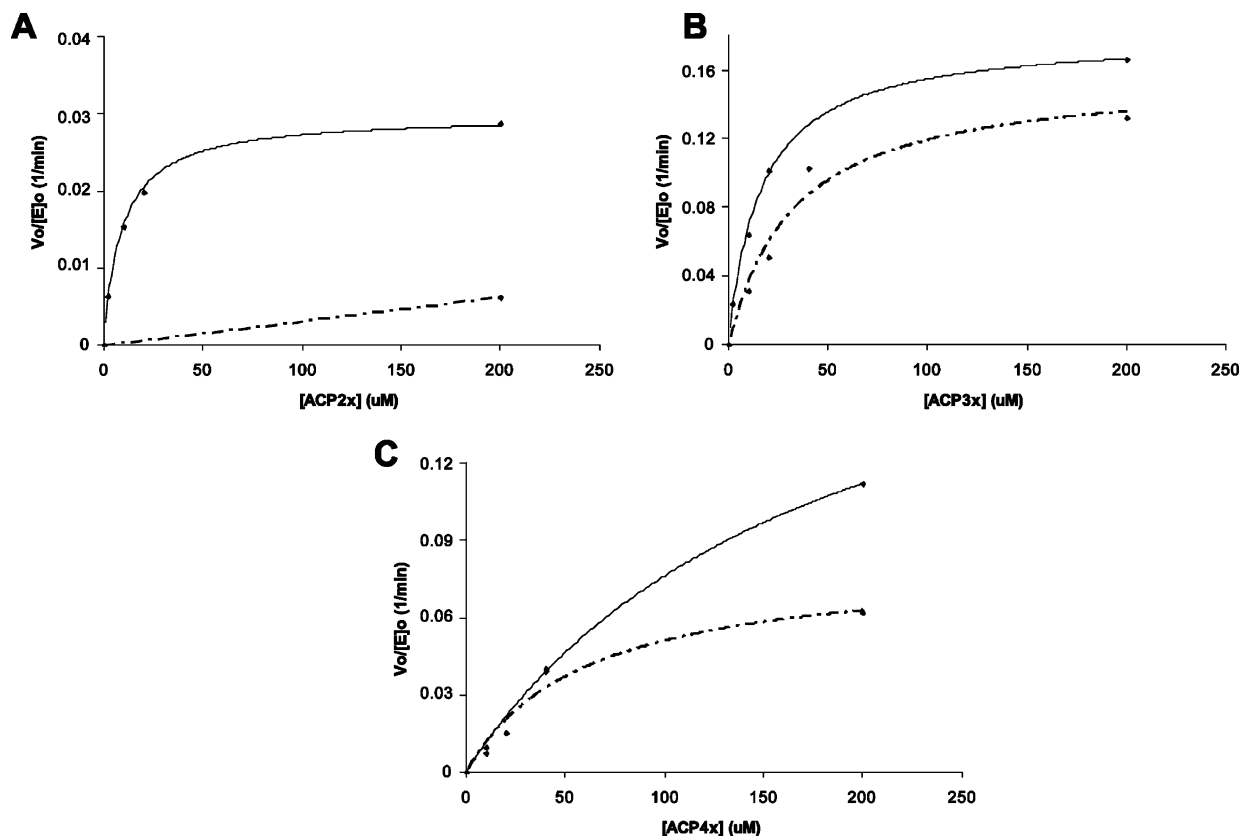 A
B
0.04
0.03
0.02
0.01
0
Vo/[E]o (1/min)
0 50 100 150 200 250
[ACP2x] (uM)
0.16
0.12
0.08
0.04
0
Vo/[E]o (1/min)
0 50 100 150 200 250
[ACP3x] (uM)
C
0.12
0.09
0.06
0.03
0
Vo/[E]o (1/min)
0 50 100 150 200 250
[ACP4x] (uM)